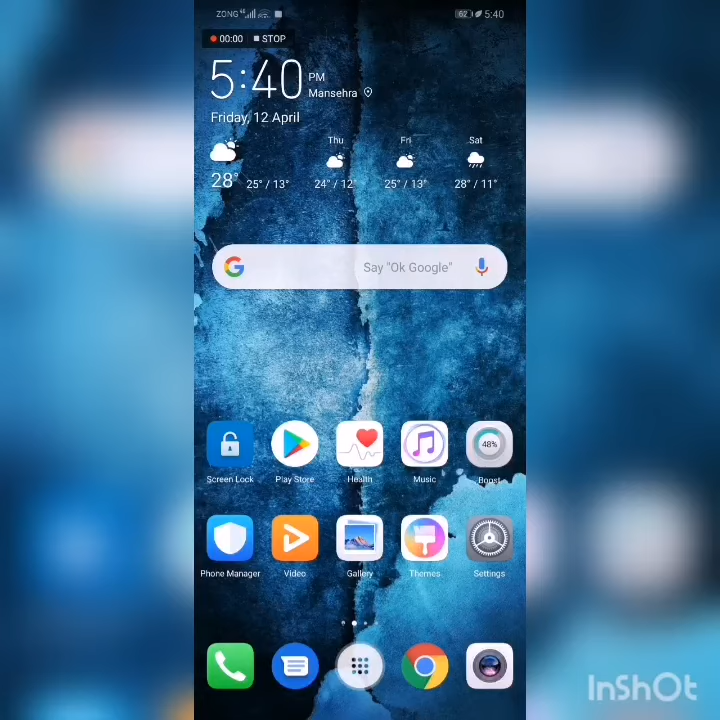 ZONG 4G 62 5:40
00:00 STOP
5:40 PM
Mansehra
Friday, 12 April
Thu Fri Sat
28° 25° / 13° 24° / 12° 25° / 13° 28° / 11°
G Say "Ok Google"
48%
Screen Lock Play Store Health Music Boost
Phone Manager Video Gallery Themes Settings
InShOt